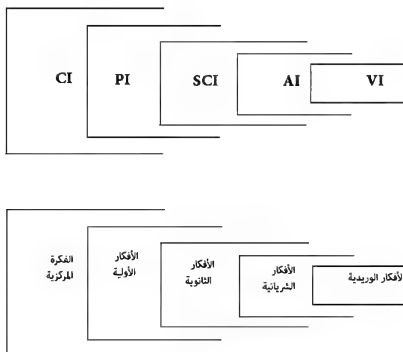 CI PI SCI AI VI
الفكرة المركزية
الأفكار الأولية
الأفكار الثانوية
الأفكار الشريانية
الأفكار الوريدية